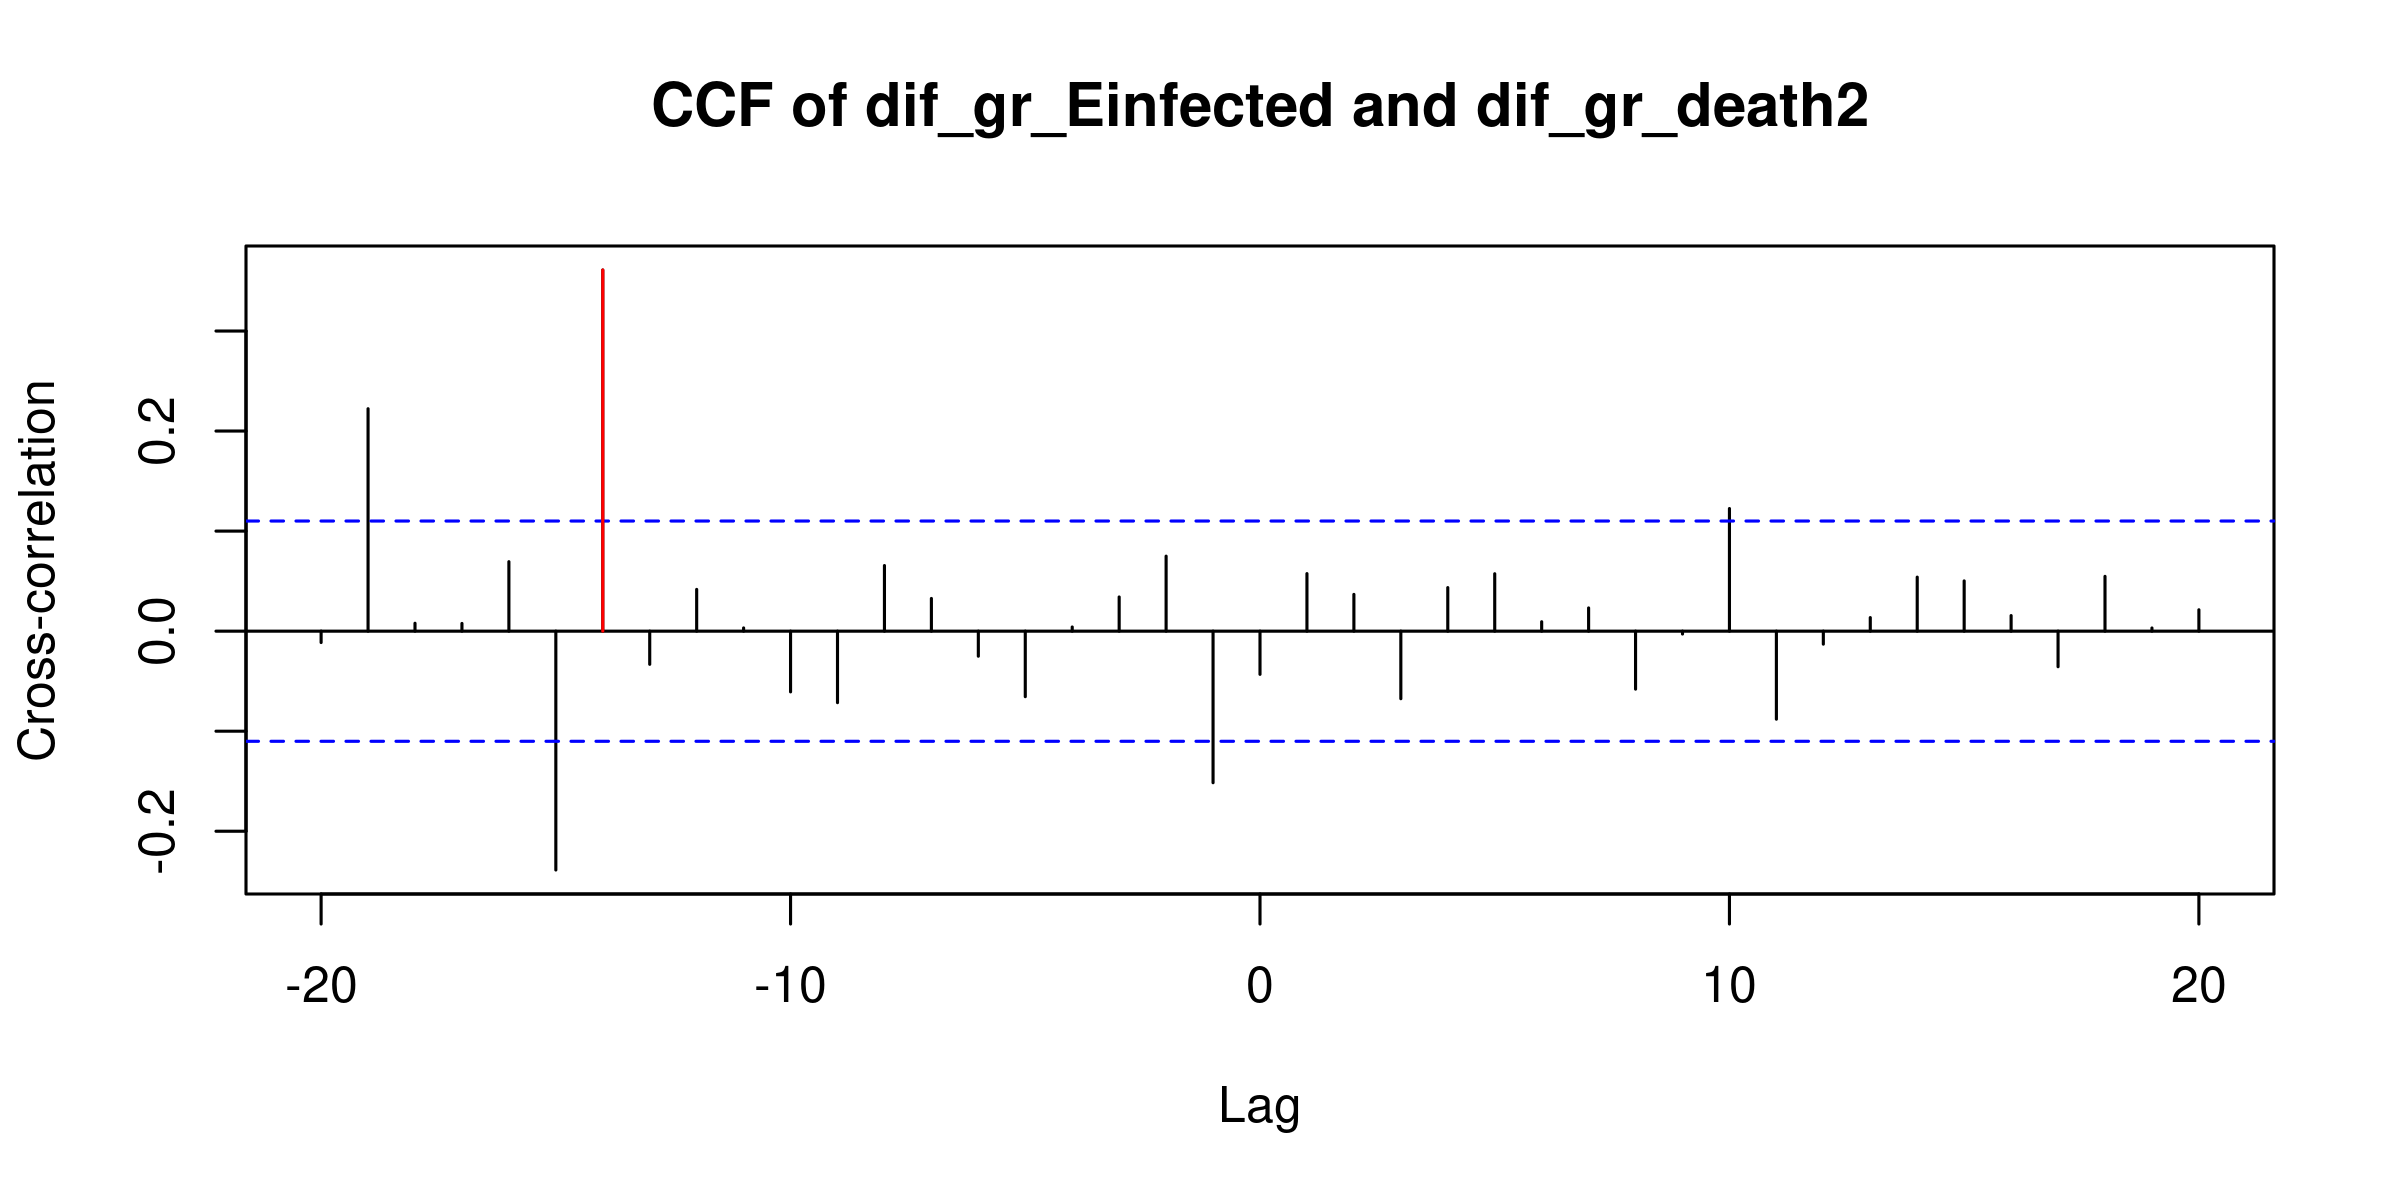 CCF of dif_gr_Einfected and dif_gr_death2
Cross-correlation
0.2
0.0
-0.2
-20 -10 0 10 20
Lag